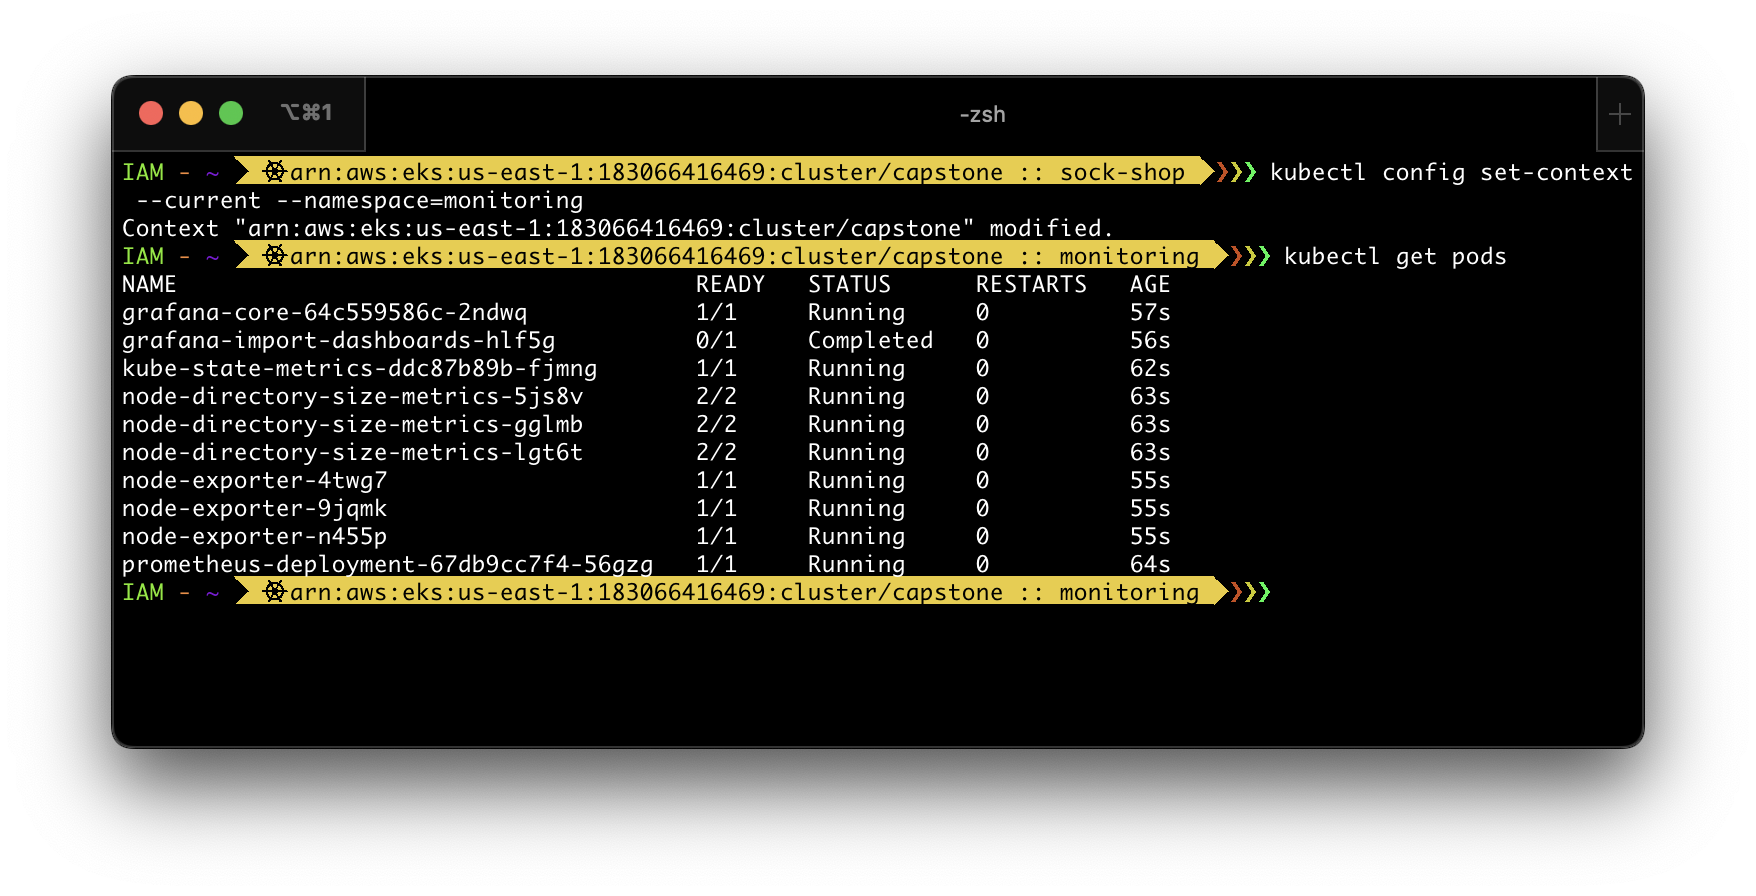 ⌥⌘1
-zsh
IAM - ~ ⎈arn:aws:eks:us-east-1:183066416469:cluster/capstone :: sock-shop ❯❯❯ kubectl config set-context
--current --namespace=monitoring
Context "arn:aws:eks:us-east-1:183066416469:cluster/capstone" modified.
IAM - ~ ⎈arn:aws:eks:us-east-1:183066416469:cluster/capstone :: monitoring ❯❯❯ kubectl get pods
NAME READY STATUS RESTARTS AGE
grafana-core-64c559586c-2ndwq 1/1 Running 0 57s
grafana-import-dashboards-hlf5g 0/1 Completed 0 56s
kube-state-metrics-ddc87b89b-fjmng 1/1 Running 0 62s
node-directory-size-metrics-5js8v 2/2 Running 0 63s
node-directory-size-metrics-gglmb 2/2 Running 0 63s
node-directory-size-metrics-lgt6t 2/2 Running 0 63s
node-exporter-4twg7 1/1 Running 0 55s
node-exporter-9jqmk 1/1 Running 0 55s
node-exporter-n455p 1/1 Running 0 55s
prometheus-deployment-67db9cc7f4-56gzg 1/1 Running 0 64s
IAM - ~ ⎈arn:aws:eks:us-east-1:183066416469:cluster/capstone :: monitoring ❯❯❯